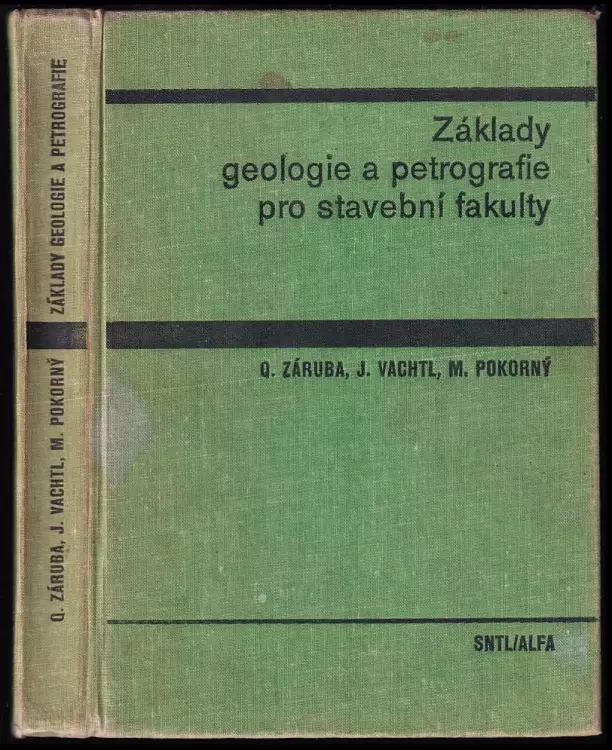 ZÁKLADY GEOLOGIE A PETROGRAFIE
Q. ZÁRUBA, J. VACHTL, M. POKORNÝ
Základy
geologie a petrografie
pro stavební fakulty
Q. ZÁRUBA, J. VACHTL, M. POKORNÝ
SNTL/ALFA